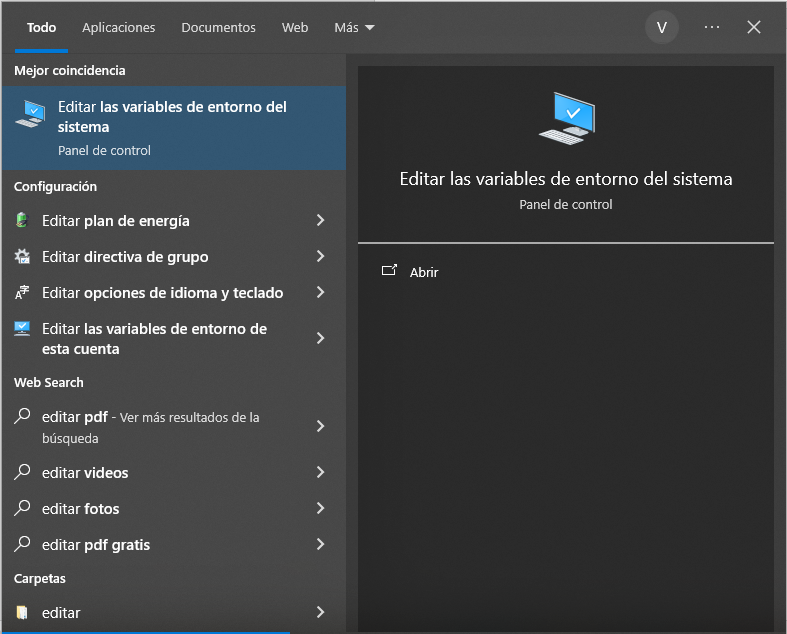 Todo Aplicaciones Documentos Web Más V ···
Mejor coincidencia
Editar las variables de entorno del
sistema
Panel de control
Configuración
Editar plan de energía
Editar directiva de grupo
Editar opciones de idioma y teclado
Editar las variables de entorno de
esta cuenta
Web Search
editar pdf - Ver más resultados de la
búsqueda
editar videos
editar fotos
editar pdf gratis
Carpetas
editar
Editar las variables de entorno del sistema
Panel de control
Abrir